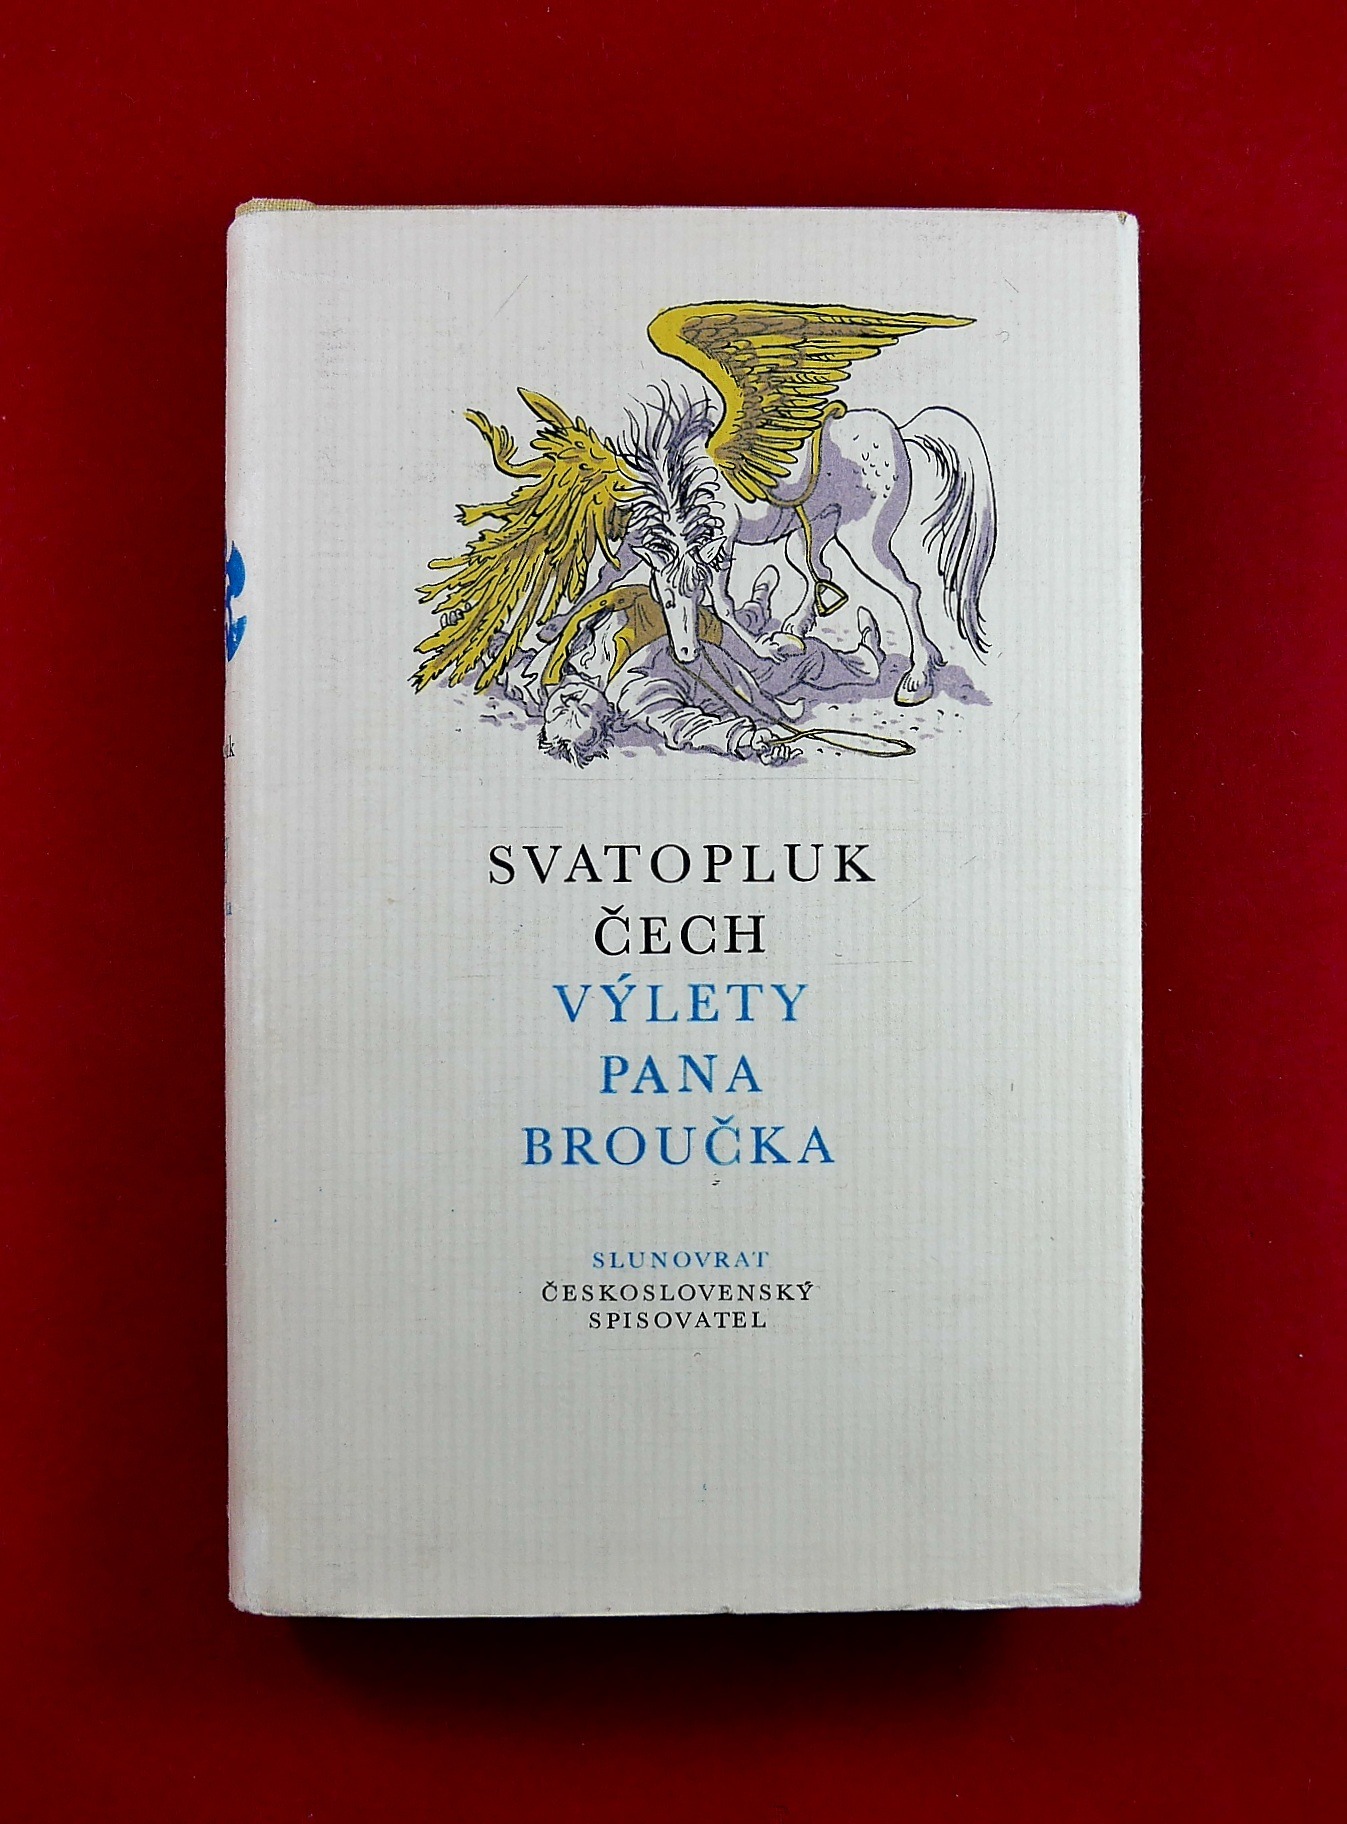 SVATOPLUK
ČECH
VÝLETY
PANA
BROUČKA
SLUNOVRAT
ČESKOSLOVENSKÝ
SPISOVATEL